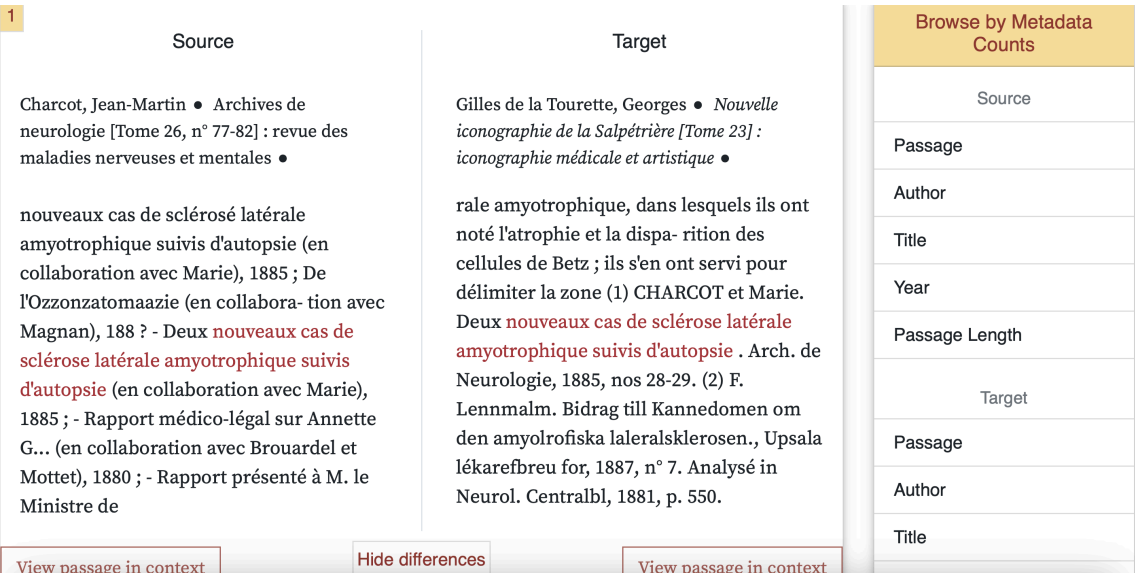 1
Source
Charcot, Jean-Martin ● Archives de
neurologie [Tome 26, n° 77-82] : revue des
maladies nerveuses et mentales ●
nouveaux cas de sclérosé latérale
amyotrophique suivis d'autopsie (en
collaboration avec Marie), 1885 ; De
l'Ozzonzatomaazie (en collabora- tion avec
Magnan), 188 ? - Deux nouveaux cas de
sclérose latérale amyotrophique suivis
d'autopsie (en collaboration avec Marie),
1885 ; - Rapport médico-légal sur Annette
G... (en collaboration avec Brouardel et
Mottet), 1880 ; - Rapport présenté à M. le
Ministre de
View passage in context
Target
Gilles de la Tourette, Georges ● Nouvelle
iconographie de la Salpétrière [Tome 23] :
iconographie médicale et artistique ●
rale amyotrophique, dans lesquels ils ont
noté l'atrophie et la dispa- rition des
cellules de Betz ; ils s'en ont servi pour
délimiter la zone (1) CHARCOT et Marie.
Deux nouveaux cas de sclérose latérale
amyotrophique suivis d'autopsie . Arch. de
Neurologie, 1885, nos 28-29. (2) F.
Lennmalm. Bidrag till Kannedomen om
den amyolrofiska laleralsklerosen., Upsala
lékarefbreu for, 1887, n° 7. Analysé in
Neurol. Centralbl, 1881, p. 550.
Hide differences
View passage in context
Browse by Metadata
Counts
Source
Passage
Author
Title
Year
Passage Length
Target
Passage
Author
Title